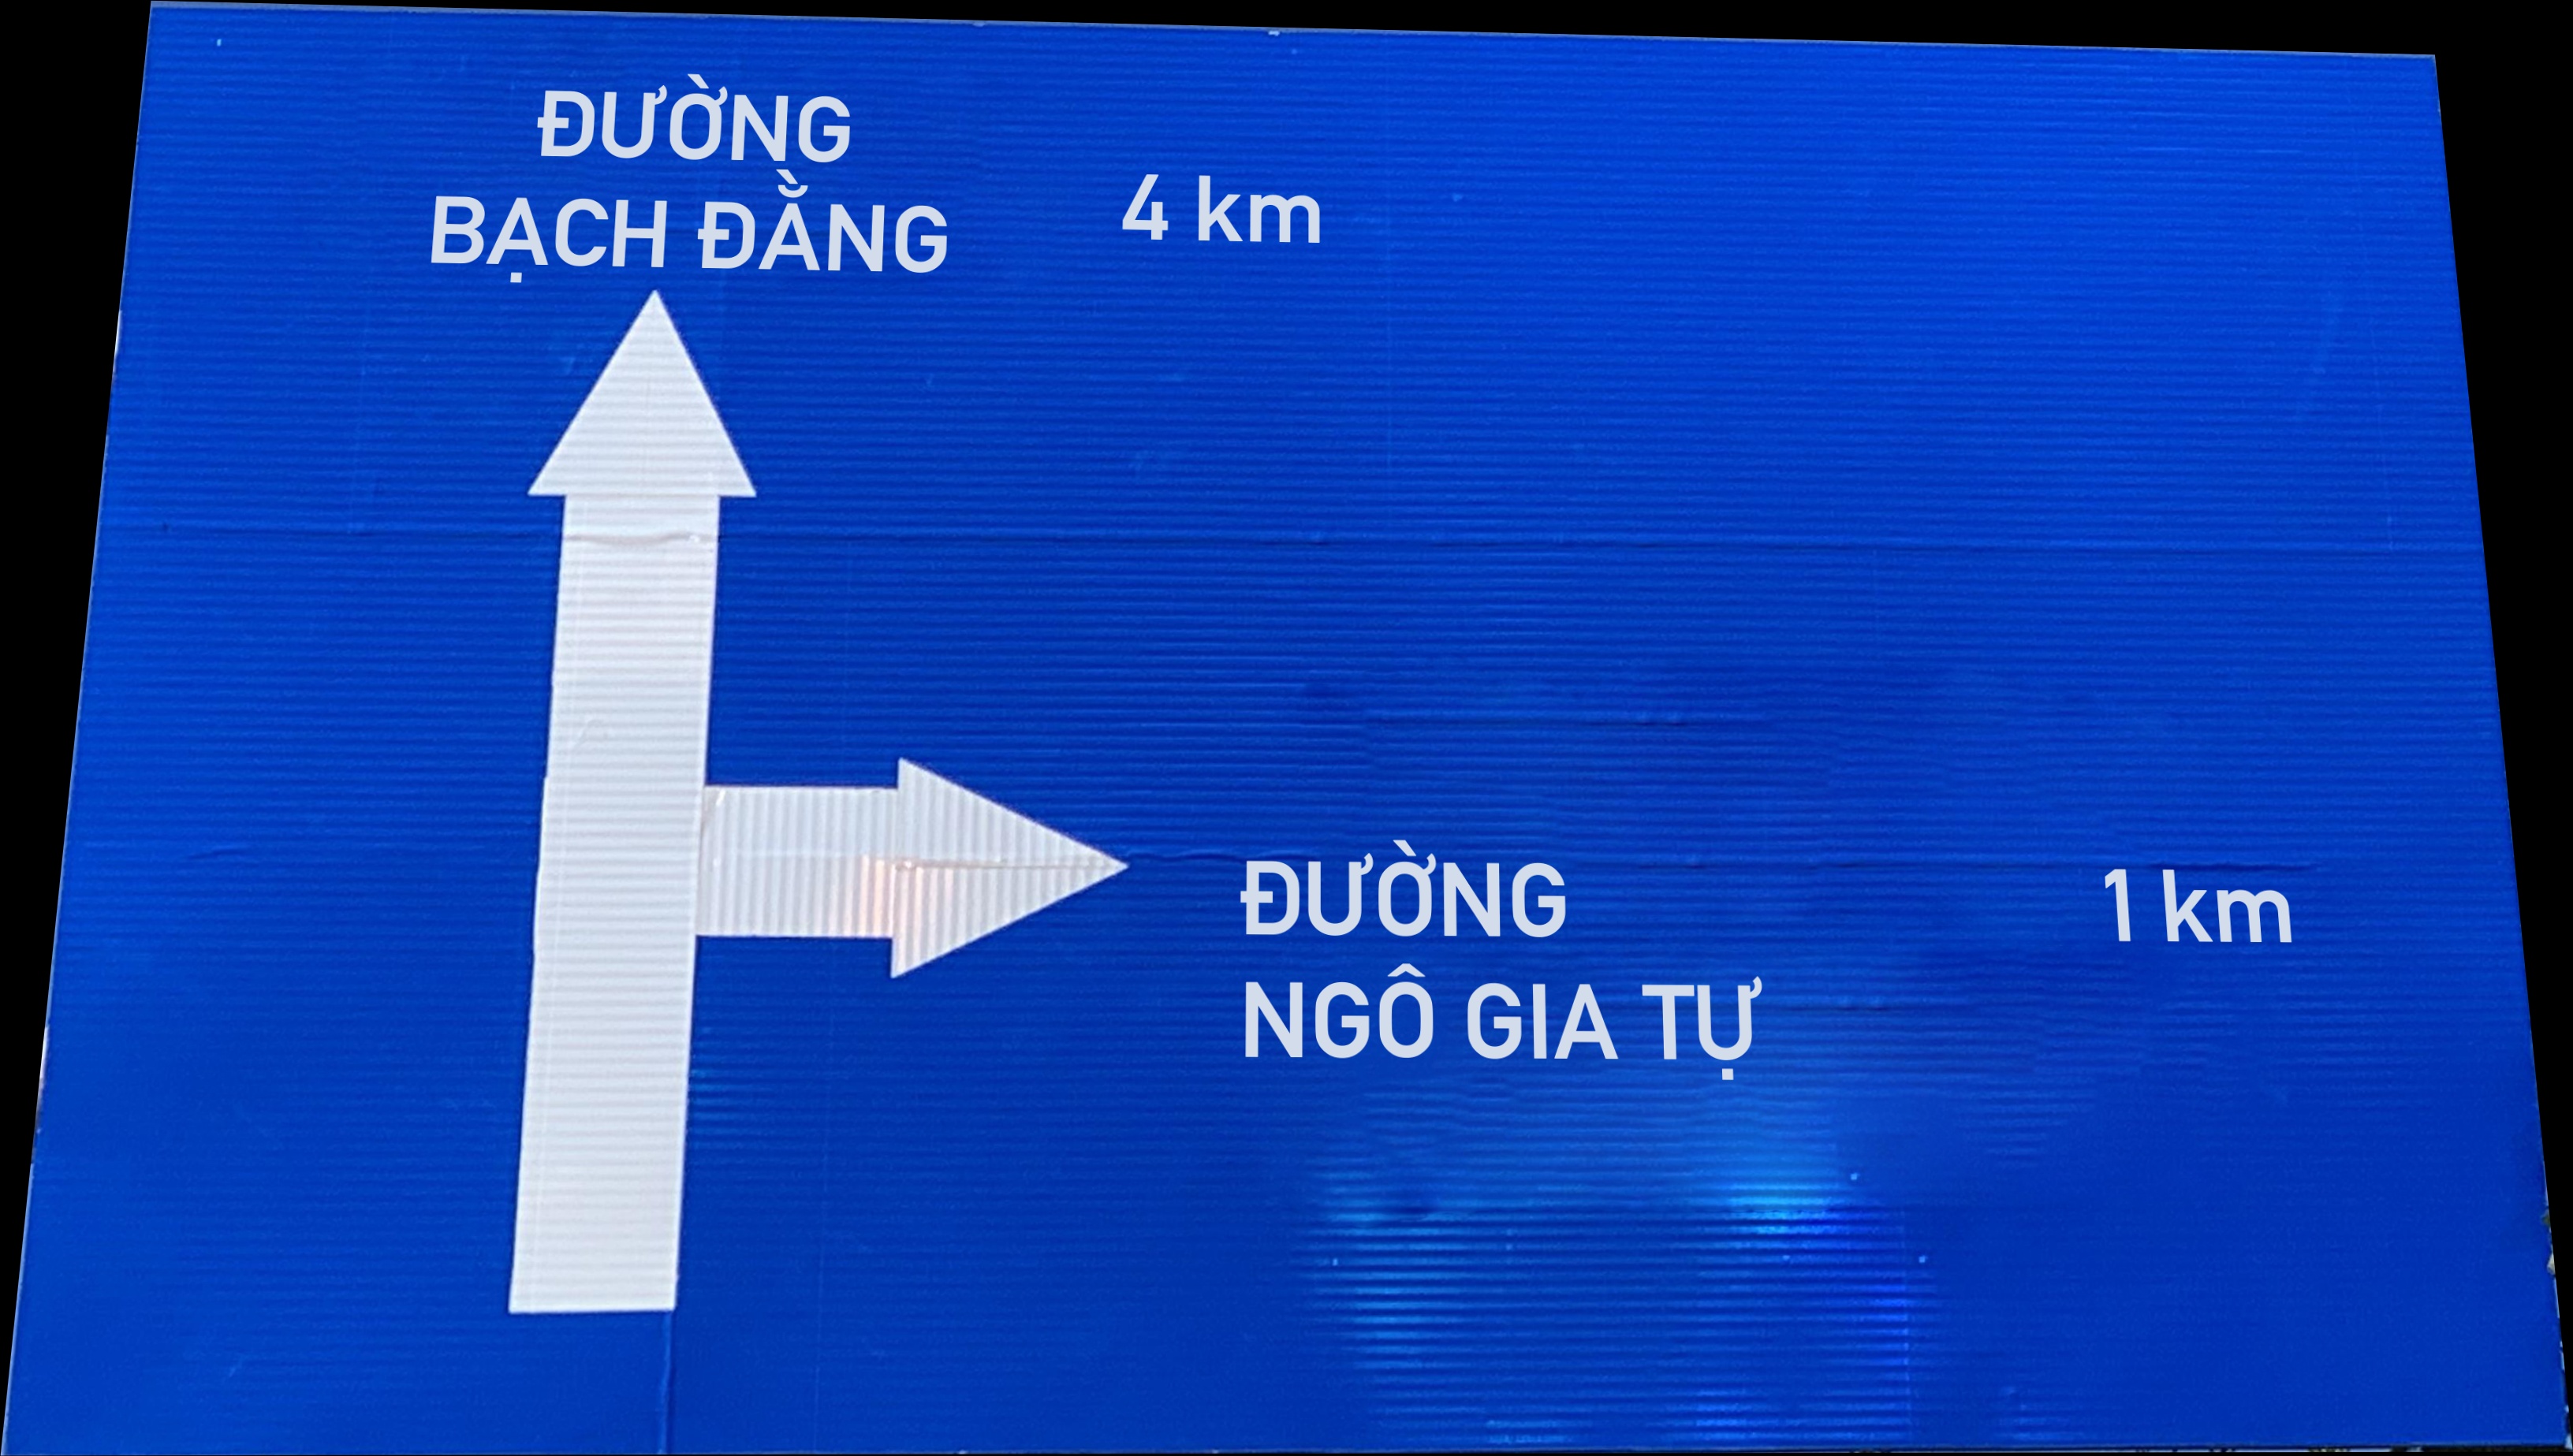 ĐƯỜNG
BẠCH ĐẰNG
4 km
ĐƯỜNG
NGÔ GIA TỰ
1 km